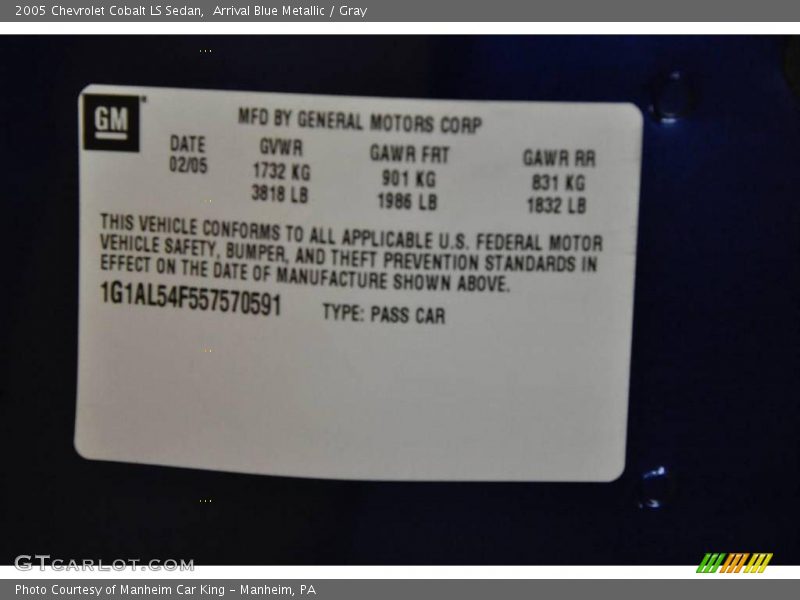 2005 Chevrolet Cobalt LS Sedan, Arrival Blue Metallic / Gray
GM
MFD BY GENERAL MOTORS CORP
DATE GVWR GAWR FRT GAWR RR
02/05 1732 KG 901 KG 831 KG
3818 LB 1986 LB 1832 LB
THIS VEHICLE CONFORMS TO ALL APPLICABLE U.S. FEDERAL MOTOR
VEHICLE SAFETY, BUMPER, AND THEFT PREVENTION STANDARDS IN
EFFECT ON THE DATE OF MANUFACTURE SHOWN ABOVE.
1G1AL54F557570591 TYPE: PASS CAR
GTCARLOT.COM
Photo Courtesy of Manheim Car King - Manheim, PA